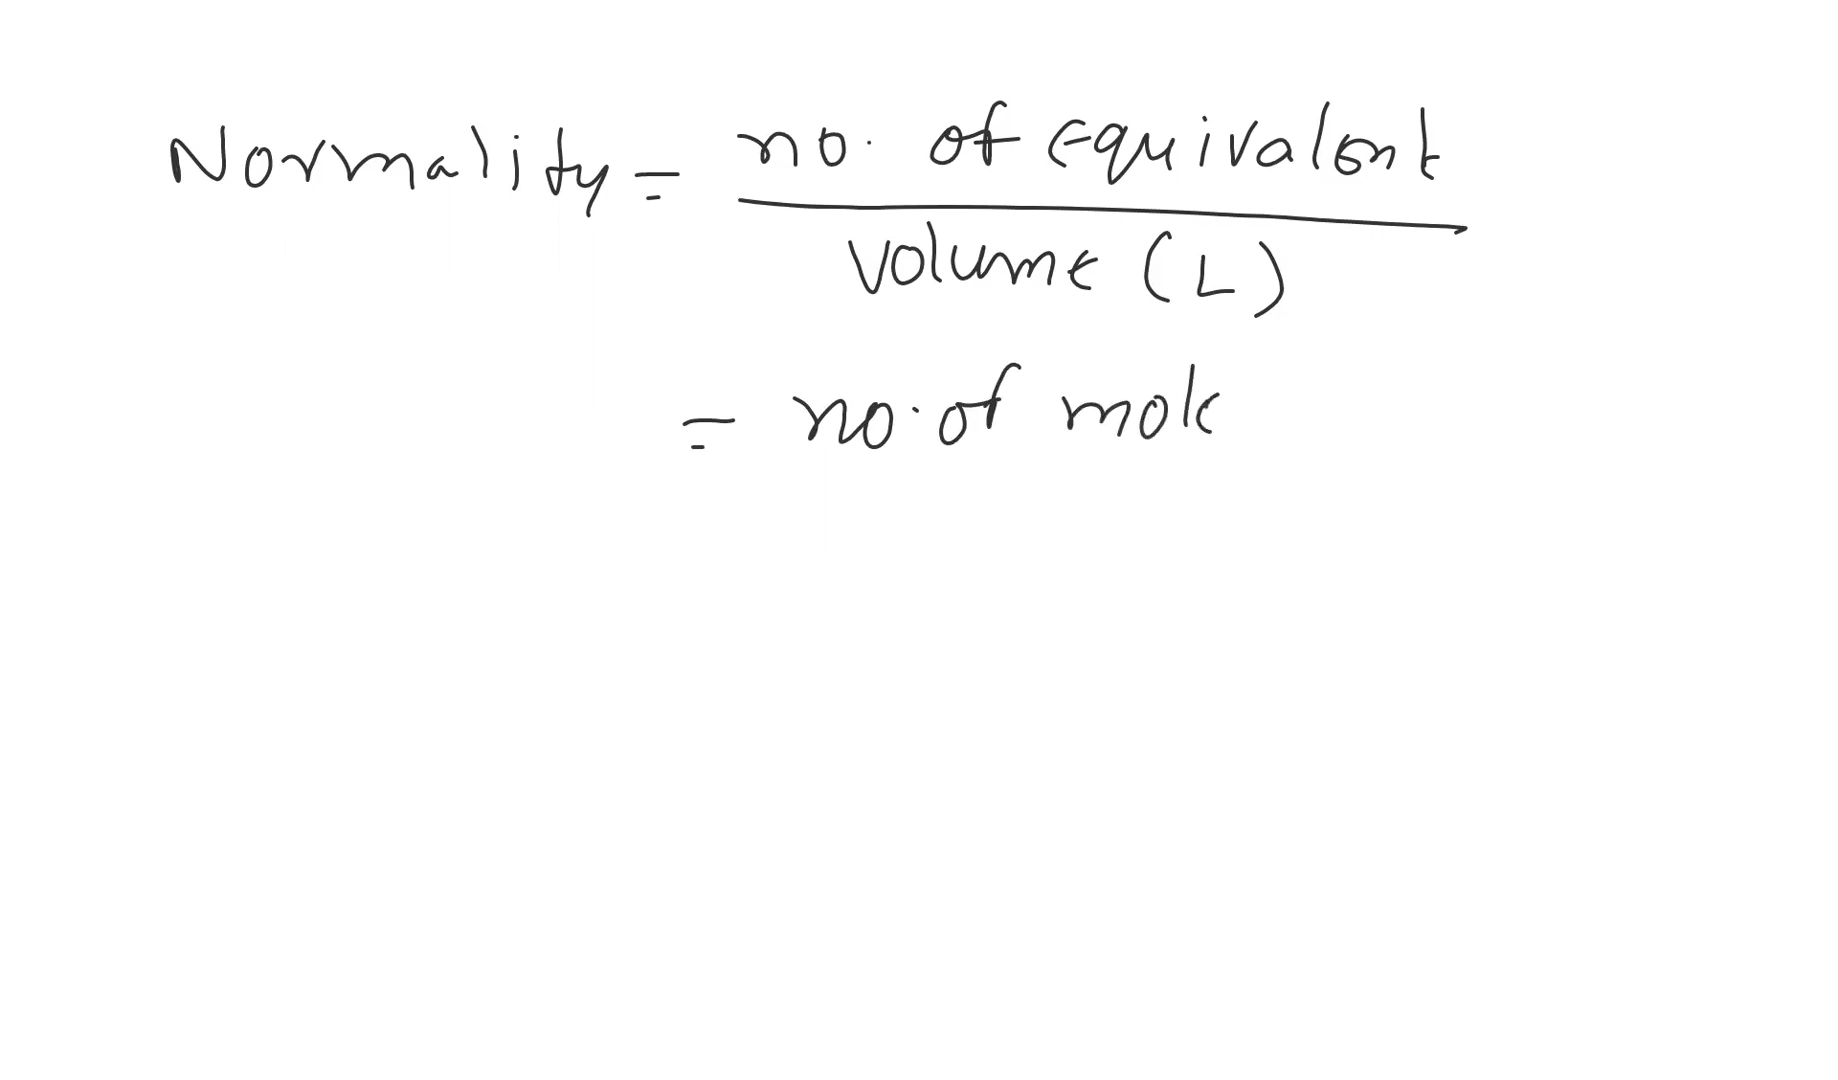 Normality = no. of equivalent
volume (L)
= no. of mole